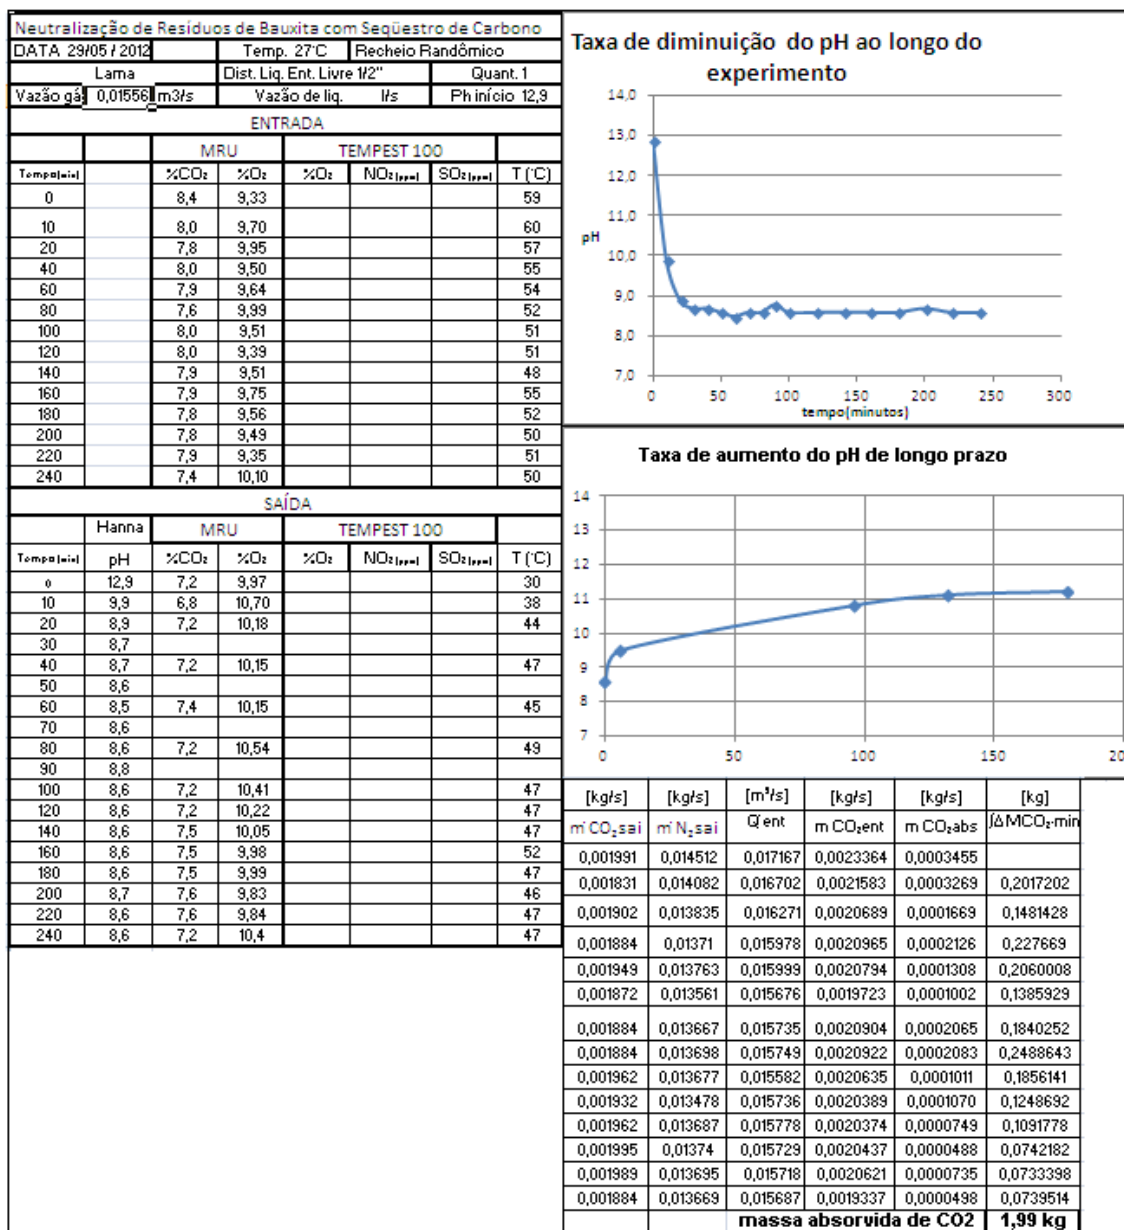 Neutralização de Resíduos de Bauxita com Seqüestro de Carbono
DATA 29/05 / 2012 Temp. 27°C Recheio Randômico
Lama Dist. Liq. Ent. Livre 1/2" Quant. 1
Vazão gá 0,01556 m3/s Vazão de liq. l/s Ph início 12,9
ENTRADA
MRU TEMPEST 100
Tempo(min) %CO₂ %O₂ %O₂ NO₂(ppm) SO₂(ppm) T (°C)
0 8,4 9,33 59
10 8,0 9,70 60
20 7,8 9,95 57
40 8,0 9,50 55
60 7,9 9,64 54
80 7,6 9,99 52
100 8,0 9,51 51
120 8,0 9,39 51
140 7,9 9,51 48
160 7,9 9,75 55
180 7,8 9,56 52
200 7,8 9,49 50
220 7,9 9,35 51
240 7,4 10,10 50
SAÍDA
Hanna MRU TEMPEST 100
Tempo(min) pH %CO₂ %O₂ %O₂ NO₂(ppm) SO₂(ppm) T (°C)
0 12,9 7,2 9,97 30
10 9,9 6,8 10,70 38
20 8,9 7,2 10,18 44
30 8,7
40 8,7 7,2 10,15 47
50 8,6
60 8,5 7,4 10,15 45
70 8,6
80 8,6 7,2 10,54 49
90 8,8
100 8,6 7,2 10,41 47
120 8,6 7,2 10,22 47
140 8,6 7,5 10,05 47
160 8,6 7,5 9,98 52
180 8,6 7,5 9,99 47
200 8,7 7,6 9,83 46
220 8,6 7,6 9,84 47
240 8,6 7,2 10,4 47
Taxa de diminuição do pH ao longo do
experimento
14,0
13,0
12,0
11,0
pH
10,0
9,0
8,0
7,0
0 50 100 150 200 250 300
tempo(minutos)
Taxa de aumento do pH de longo prazo
14
13
12
11
10
9
8
7
0 50 100 150 20
[kg/s] [kg/s] [m³/s] [kg/s] [kg/s] [kg]
m˙CO₂sai m˙N₂sai Q˙ent m CO₂ent m CO₂abs ∫ΔMCO₂·min
0,001991 0,014512 0,017167 0,0023364 0,0003455
0,001831 0,014082 0,016702 0,0021583 0,0003269 0,2017202
0,001902 0,013835 0,016271 0,0020689 0,0001669 0,1481428
0,001884 0,01371 0,015978 0,0020965 0,0002126 0,227669
0,001949 0,013763 0,015999 0,0020794 0,0001308 0,2060008
0,001872 0,013561 0,015676 0,0019723 0,0001002 0,1385929
0,001884 0,013667 0,015735 0,0020904 0,0002065 0,1840252
0,001884 0,013698 0,015749 0,0020922 0,0002083 0,2488643
0,001962 0,013677 0,015582 0,0020635 0,0001011 0,1856141
0,001932 0,013478 0,015736 0,0020389 0,0001070 0,1248692
0,001962 0,013687 0,015778 0,0020374 0,0000749 0,1091778
0,001995 0,01374 0,015729 0,0020437 0,0000488 0,0742182
0,001989 0,013695 0,015718 0,0020621 0,0000735 0,0733398
0,001884 0,013669 0,015687 0,0019337 0,0000498 0,0739514
massa absorvida de CO2 1,99 kg